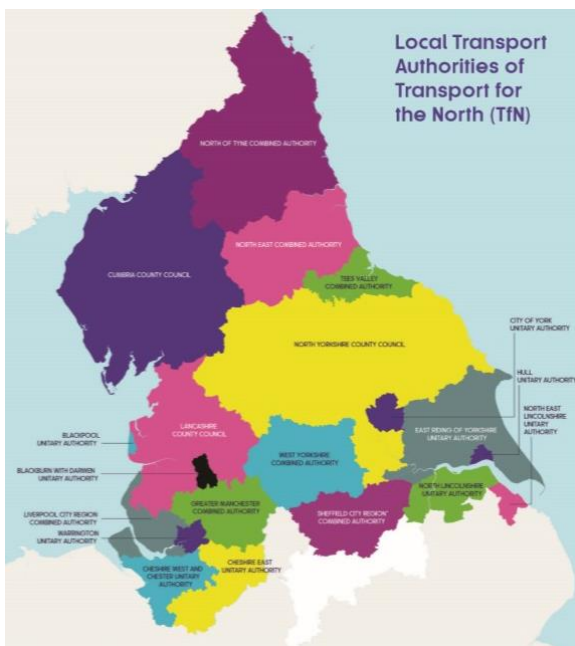 Local Transport
Authorities of
Transport for
the North (TfN)
NORTH OF TYNE COMBINED AUTHORITY
NORTH EAST COMBINED AUTHORITY
CUMBRIA COUNTY COUNCIL
TEES VALLEY
COMBINED AUTHORITY
CITY OF YORK
UNITARY AUTHORITY
NORTH YORKSHIRE COUNTY COUNCIL
HULL
UNITARY AUTHORITY
NORTH EAST
LINCOLNSHIRE
UNITARY
AUTHORITY
LANCASHIRE
COUNTY COUNCIL
EAST RIDING OF YORKSHIRE
UNITARY AUTHORITY
BLACKPOOL
UNITARY AUTHORITY
WEST YORKSHIRE
COMBINED AUTHORITY
BLACKBURN WITH DARWEN
UNITARY AUTHORITY
NORTH LINCOLNSHIRE
UNITARY AUTHORITY
GREATER MANCHESTER
COMBINED AUTHORITY
SHEFFIELD CITY REGION'
COMBINED AUTHORITY
LIVERPOOL CITY REGION
COMBINED AUTHORITY
WARRINGTON
UNITARY AUTHORITY
CHESHIRE EAST
UNITARY AUTHORITY
CHESHIRE WEST AND
CHESTER UNITARY
AUTHORITY